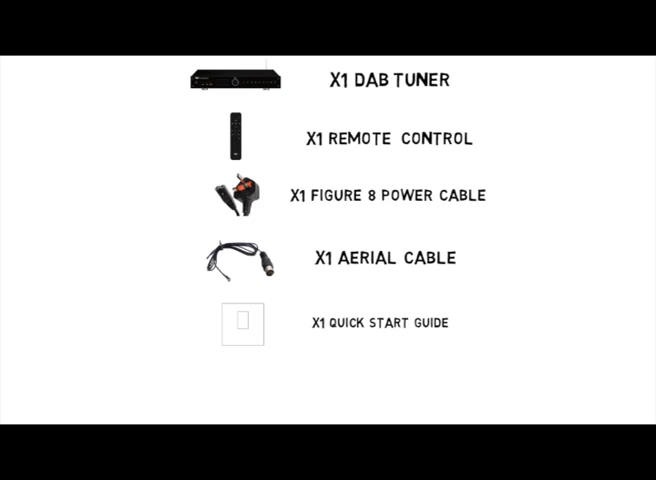 X1 DAB TUNER
X1 REMOTE CONTROL
X1 FIGURE 8 POWER CABLE
X1 AERIAL CABLE
X1 QUICK START GUIDE